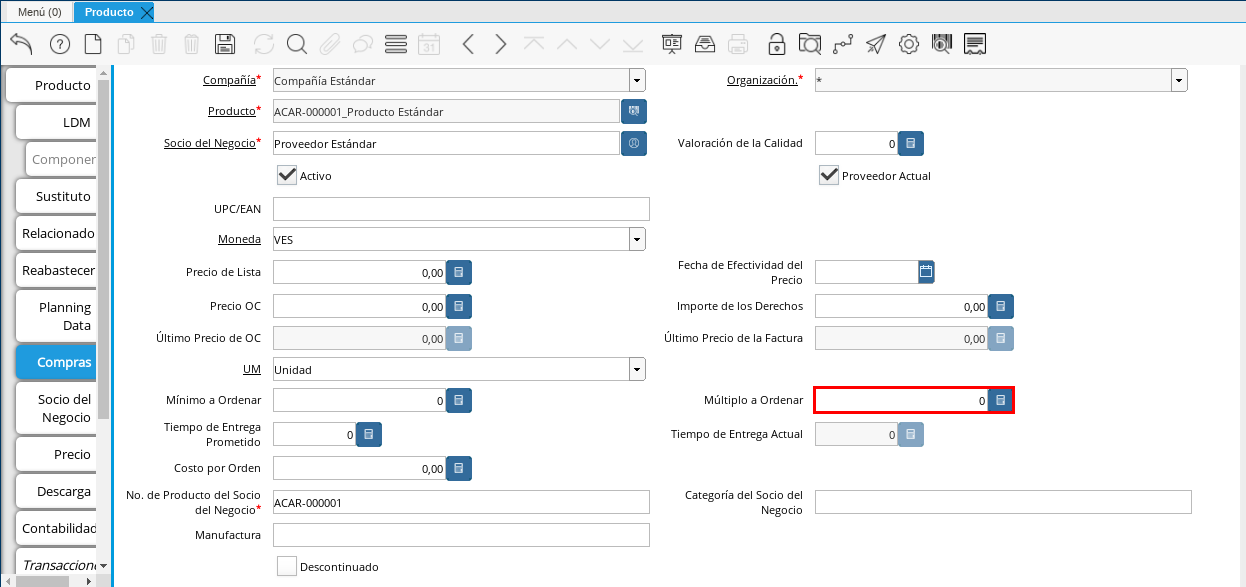 Menú (0)
Producto
31
Producto
LDM
Componer
Sustituto
Relacionado
Reabastecer
Planning
Data
Compras
Socio del
Negocio
Precio
Descarga
Contabilidad
Transaccion
Compañía* Compañía Estándar
Organización.* *
Producto* ACAR-000001_Producto Estándar
Socio del Negocio* Proveedor Estándar
Valoración de la Calidad 0
Activo
Proveedor Actual
UPC/EAN
Moneda VES
Precio de Lista 0,00
Fecha de Efectividad del
Precio
Precio OC 0,00
Importe de los Derechos 0,00
Último Precio de OC 0,00
Último Precio de la Factura 0,00
UM Unidad
Mínimo a Ordenar 0
Múltiplo a Ordenar 0
Tiempo de Entrega
Prometido 0
Tiempo de Entrega Actual 0
Costo por Orden 0,00
No. de Producto del Socio
del Negocio* ACAR-000001
Categoría del Socio del
Negocio
Manufactura
Descontinuado